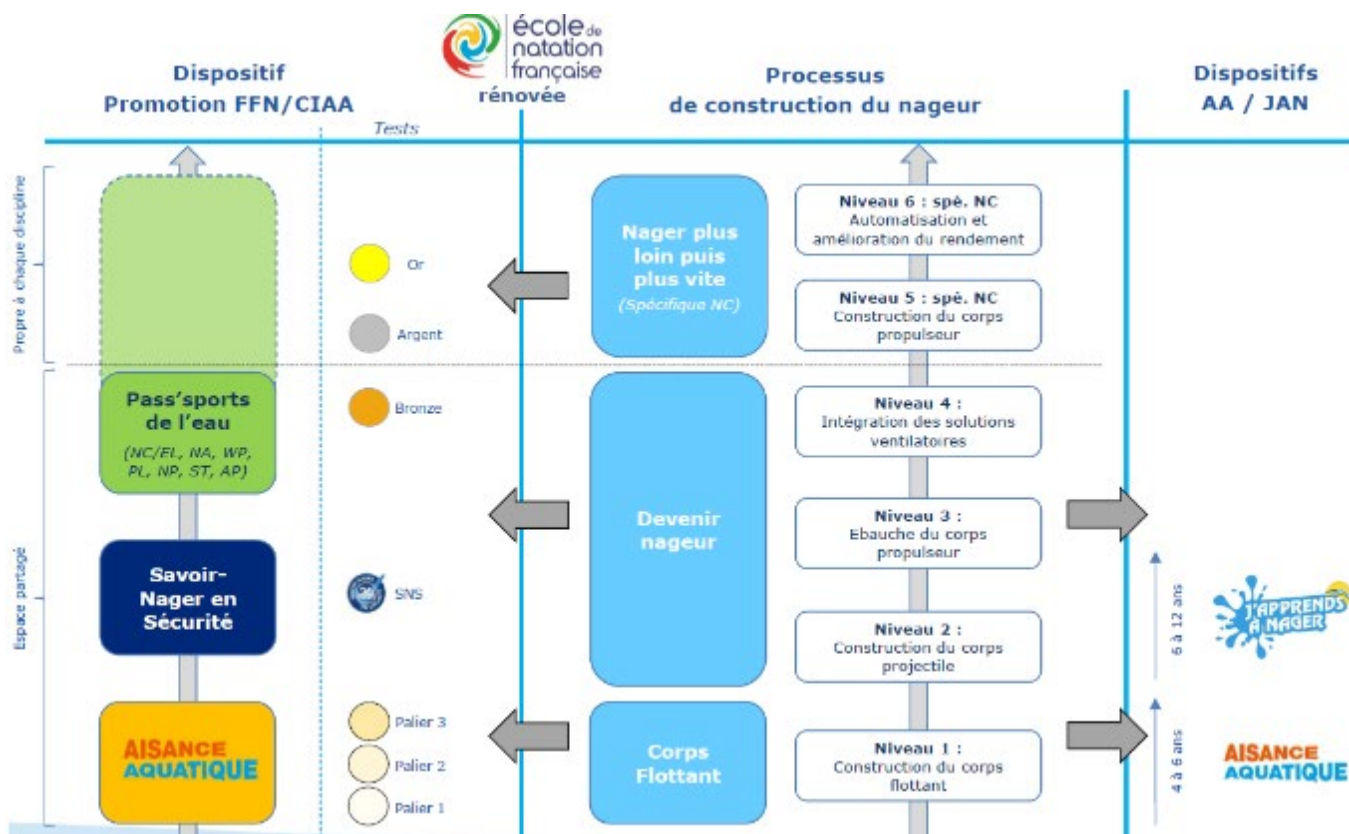 école de
natation
française
rénovée
Dispositif
Promotion FFN/CIAA
Tests
Processus
de construction du nageur
Dispositifs
AA / JAN
Propre à chaque discipline
Espace partagé
Pass'sports
de l'eau
(NC/EL, NA, WP,
PL, NP, ST, AP)
Savoir-
Nager en
Sécurité
AISANCE
AQUATIQUE
Or
Argent
Bronze
SNS
Palier 3
Palier 2
Palier 1
Nager plus
loin puis
plus vite
(Spécifique NC)
Devenir
nageur
Corps
Flottant
Niveau 6 : spé. NC
Automatisation et
amélioration du rendement
Niveau 5 : spé. NC
Construction du corps
propulseur
Niveau 4 :
Intégration des solutions
ventilatoires
Niveau 3 :
Ebauche du corps
propulseur
Niveau 2 :
Construction du corps
projectile
Niveau 1 :
Construction du corps
flottant
6 à 12 ans
J'APPRENDS
À NAGER
4 à 6 ans
AISANCE
AQUATIQUE